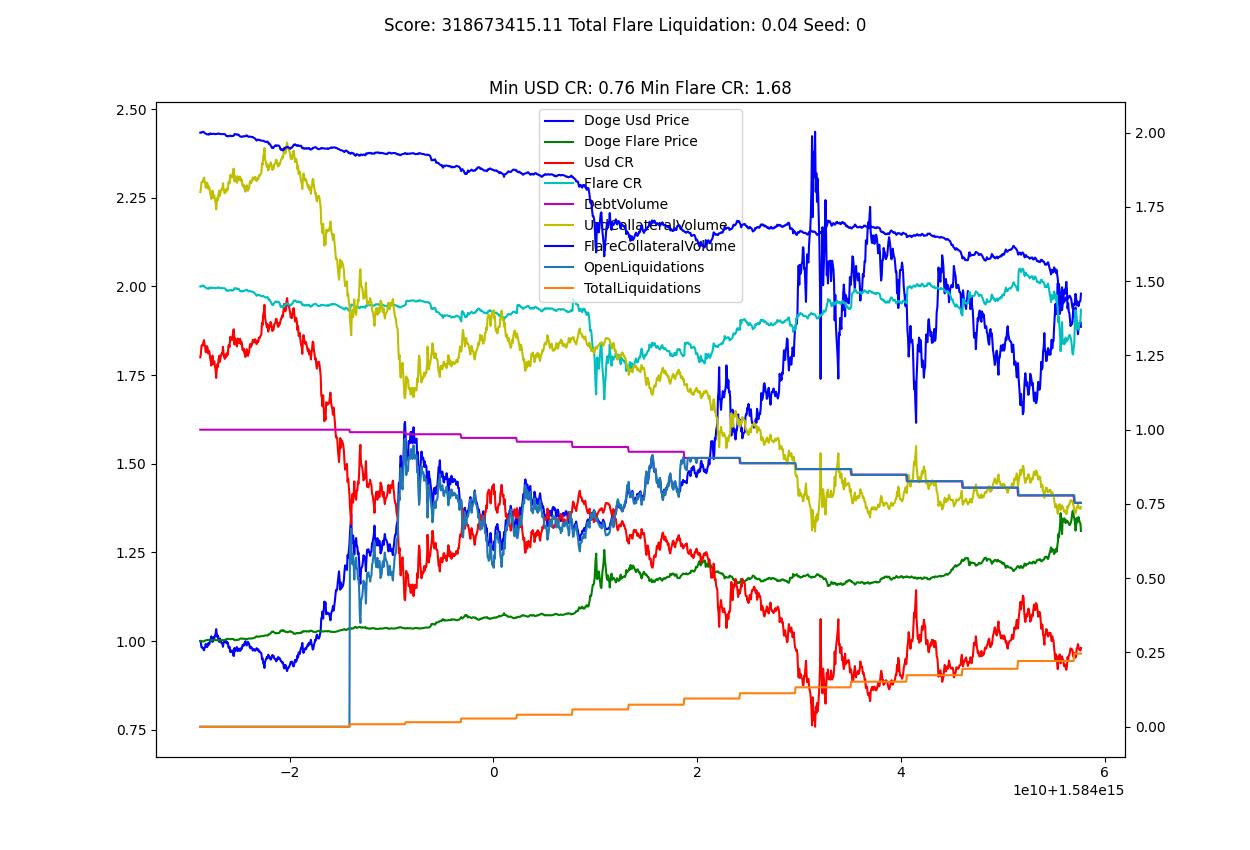 Score: 318673415.11 Total Flare Liquidation: 0.04 Seed: 0
Min USD CR: 0.76 Min Flare CR: 1.68
2.50
2.25
2.00
1.75
1.50
1.25
1.00
0.75
Doge Usd Price
Doge Flare Price
Usd CR
Flare CR
DebtVolume
UsdCollateralVolume
FlareCollateralVolume
OpenLiquidations
TotalLiquidations
2.00
1.75
1.50
1.25
1.00
0.75
0.50
0.25
0.00
−2 0 2 4 6
1e10+1.584e15